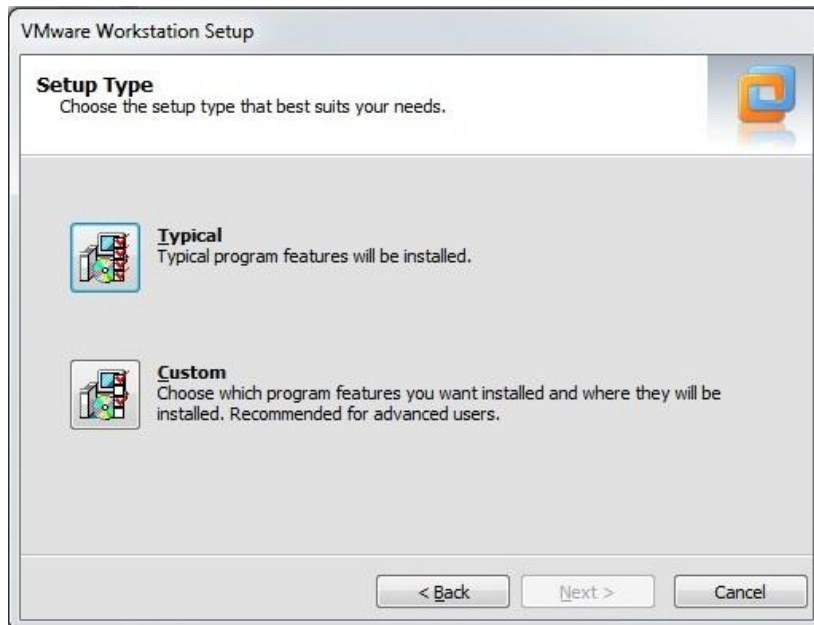 VMware Workstation Setup
Setup Type
Choose the setup type that best suits your needs.
Typical
Typical program features will be installed.
Custom
Choose which program features you want installed and where they will be
installed. Recommended for advanced users.
< Back
Next >
Cancel